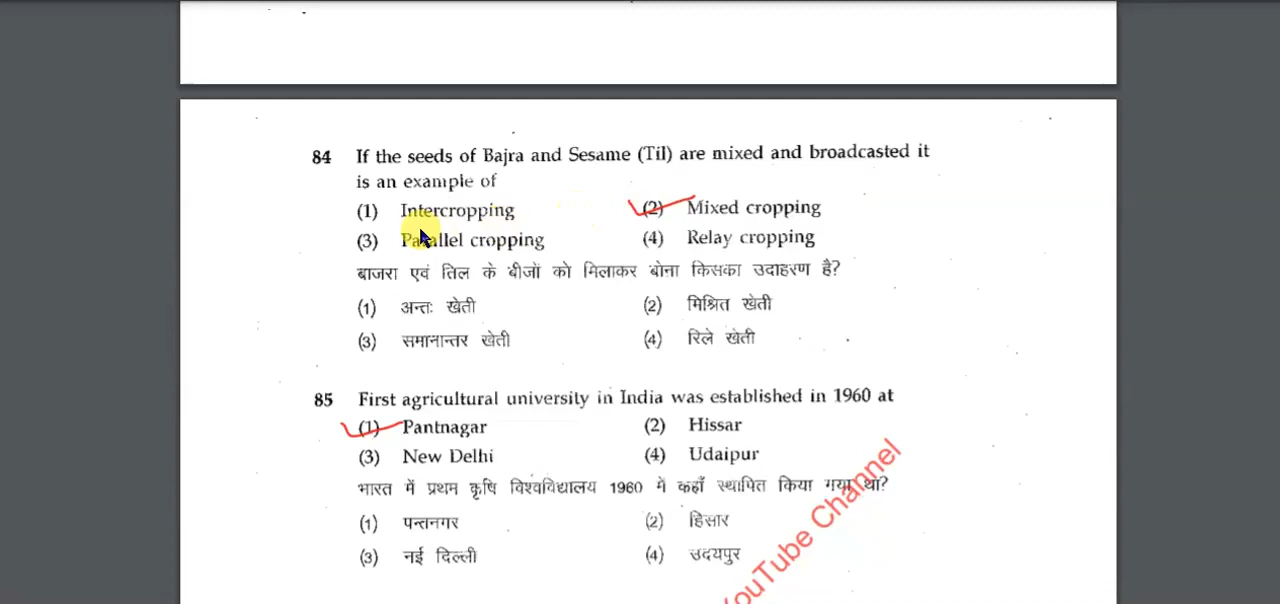 84 If the seeds of Bajra and Sesame (Til) are mixed and broadcasted it
is an example of
(1) Intercropping (2) Mixed cropping
(3) Parallel cropping (4) Relay cropping
बाजरा एवं तिल के बीजों को मिलाकर बोना किसका उदाहरण है?
(1) अन्तः खेती (2) मिश्रित खेती
(3) समानान्तर खेती (4) रिले खेती
85 First agricultural university in India was established in 1960 at
(1) Pantnagar (2) Hissar
(3) New Delhi (4) Udaipur
भारत में प्रथम कृषि विश्वविद्यालय 1960 में कहाँ स्थापित किया गया था?
(1) पन्तनगर (2) हिसार
(3) नई दिल्ली (4) उदयपुर
YouTube Channel